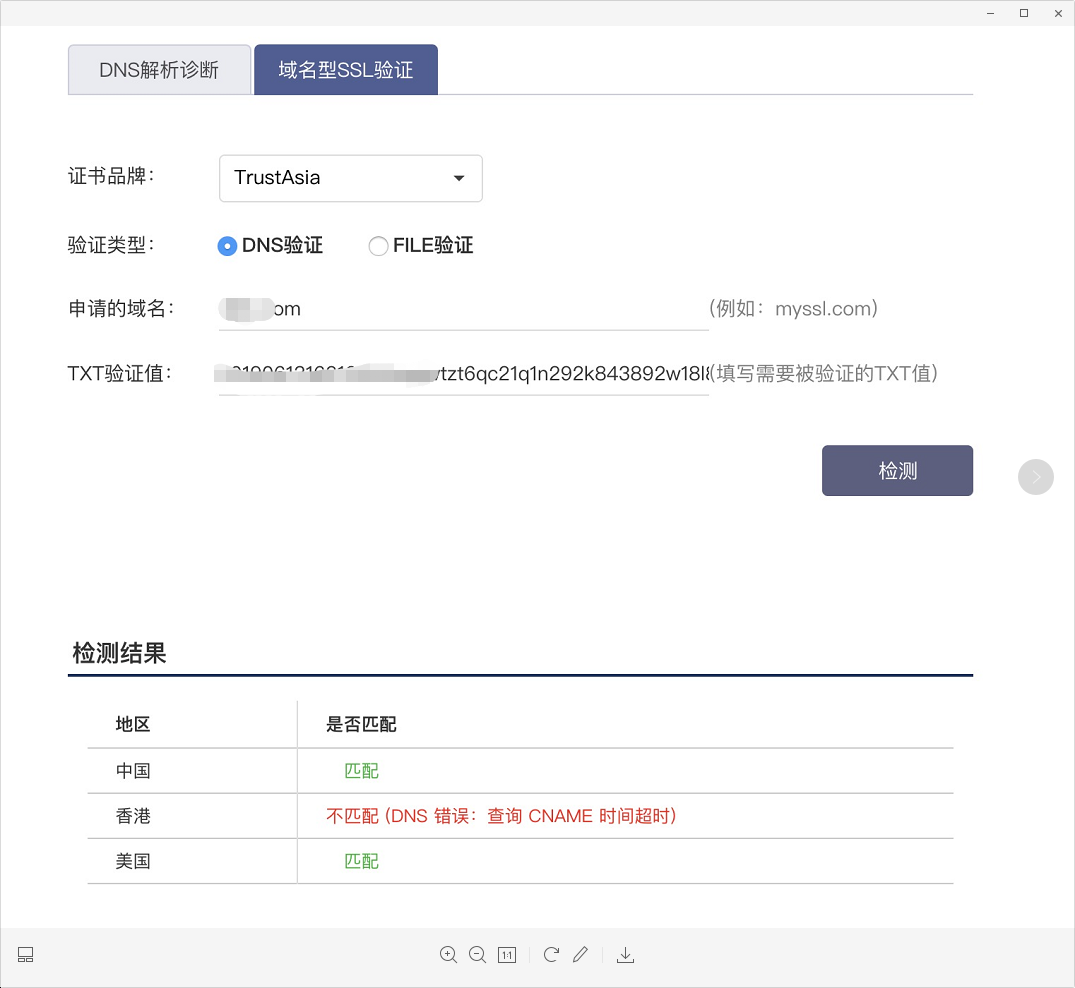 DNS解析诊断 域名型SSL验证
证书品牌： TrustAsia
验证类型： DNS验证 FILE验证
申请的域名： om (例如：myssl.com)
TXT验证值： tzt6qc21q1n292k843892w18l (填写需要被验证的TXT值)
检测
检测结果
地区 是否匹配
中国 匹配
香港 不匹配 (DNS 错误：查询 CNAME 时间超时)
美国 匹配
1:1